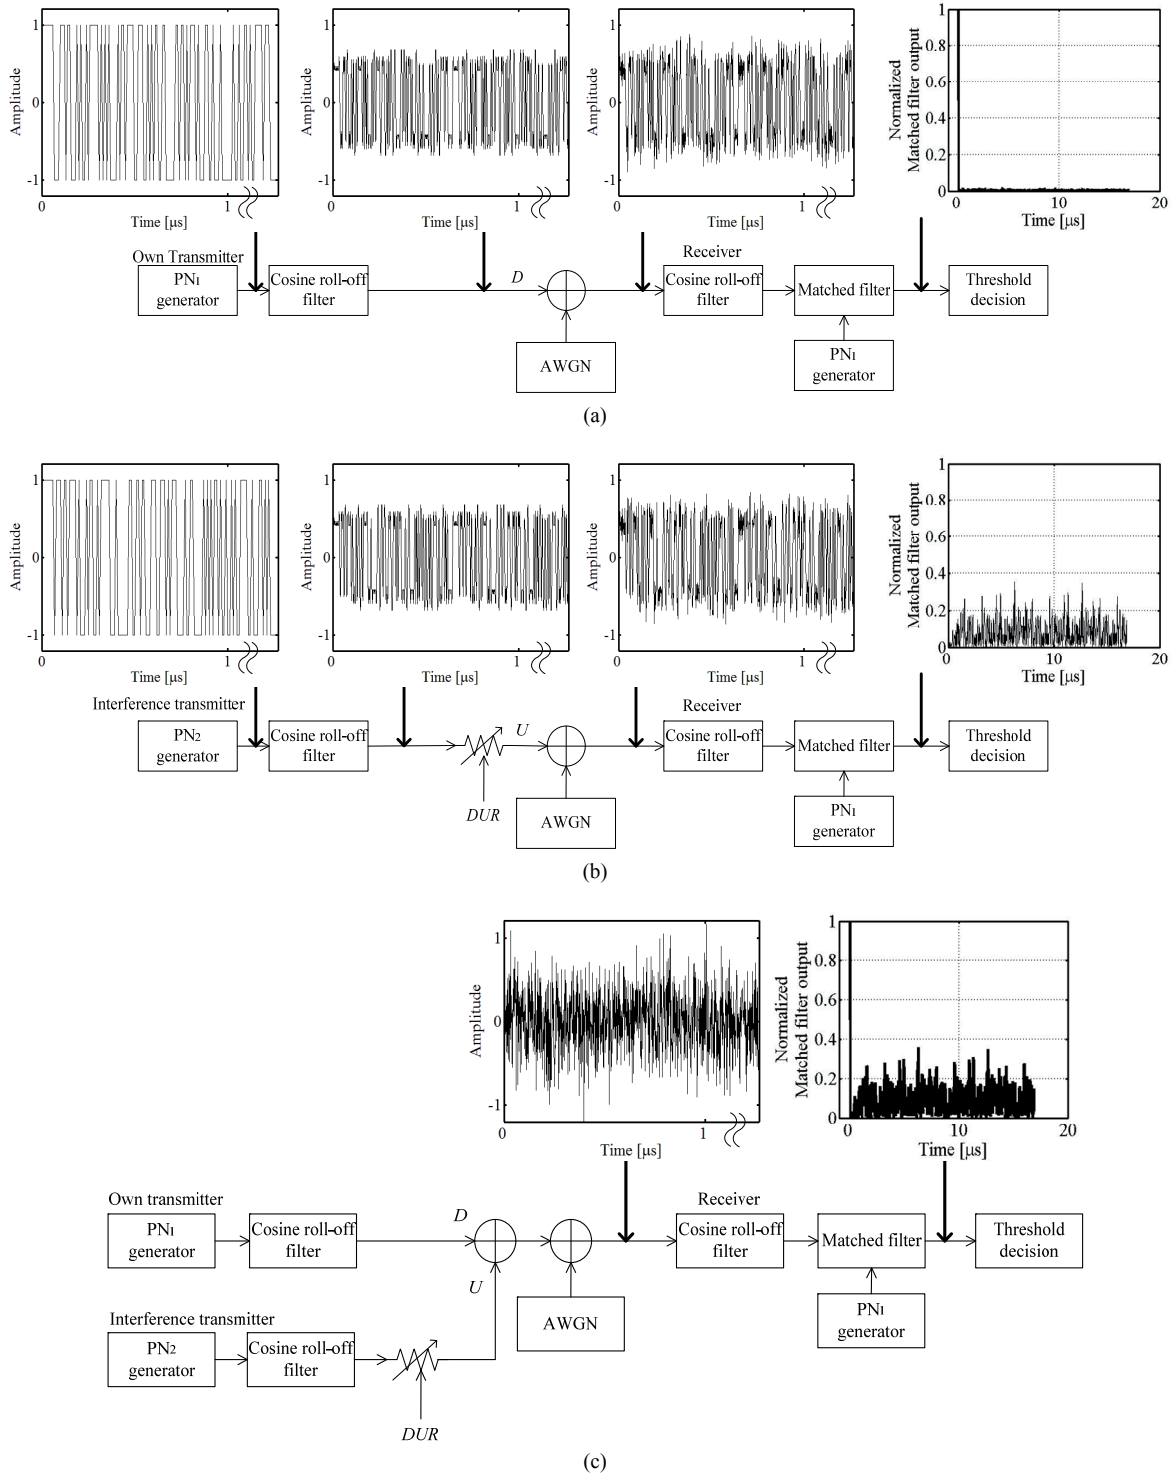 1
0
-1
Amplitude
0
1
Time [μs]
1
0
-1
Amplitude
0
1
Time [μs]
1
0
-1
Amplitude
0
1
Time [μs]
1
0.8
0.6
0.4
0.2
0
Normalized
Matched filter output
0
10
20
Time [μs]
Own Transmitter
PN1
generator
Cosine roll-off
filter
D
AWGN
Receiver
Cosine roll-off
filter
Matched filter
PN1
generator
Threshold
decision
(a)
1
0
-1
Amplitude
0
1
Time [μs]
1
0
-1
Amplitude
0
1
Time [μs]
1
0
-1
Amplitude
0
1
Time [μs]
1
0.8
0.6
0.4
0.2
0
Normalized
Matched filter output
0
10
20
Time [μs]
Interference transmitter
PN2
generator
Cosine roll-off
filter
U
DUR
AWGN
Receiver
Cosine roll-off
filter
Matched filter
PN1
generator
Threshold
decision
(b)
1
0
-1
Amplitude
0
1
Time [μs]
1
0.8
0.6
0.4
0.2
0
Normalized
Matched filter output
0
10
20
Time [μs]
Own transmitter
PN1
generator
Cosine roll-off
filter
D
U
AWGN
Receiver
Cosine roll-off
filter
Matched filter
PN1
generator
Threshold
decision
Interference transmitter
PN2
generator
Cosine roll-off
filter
DUR
(c)